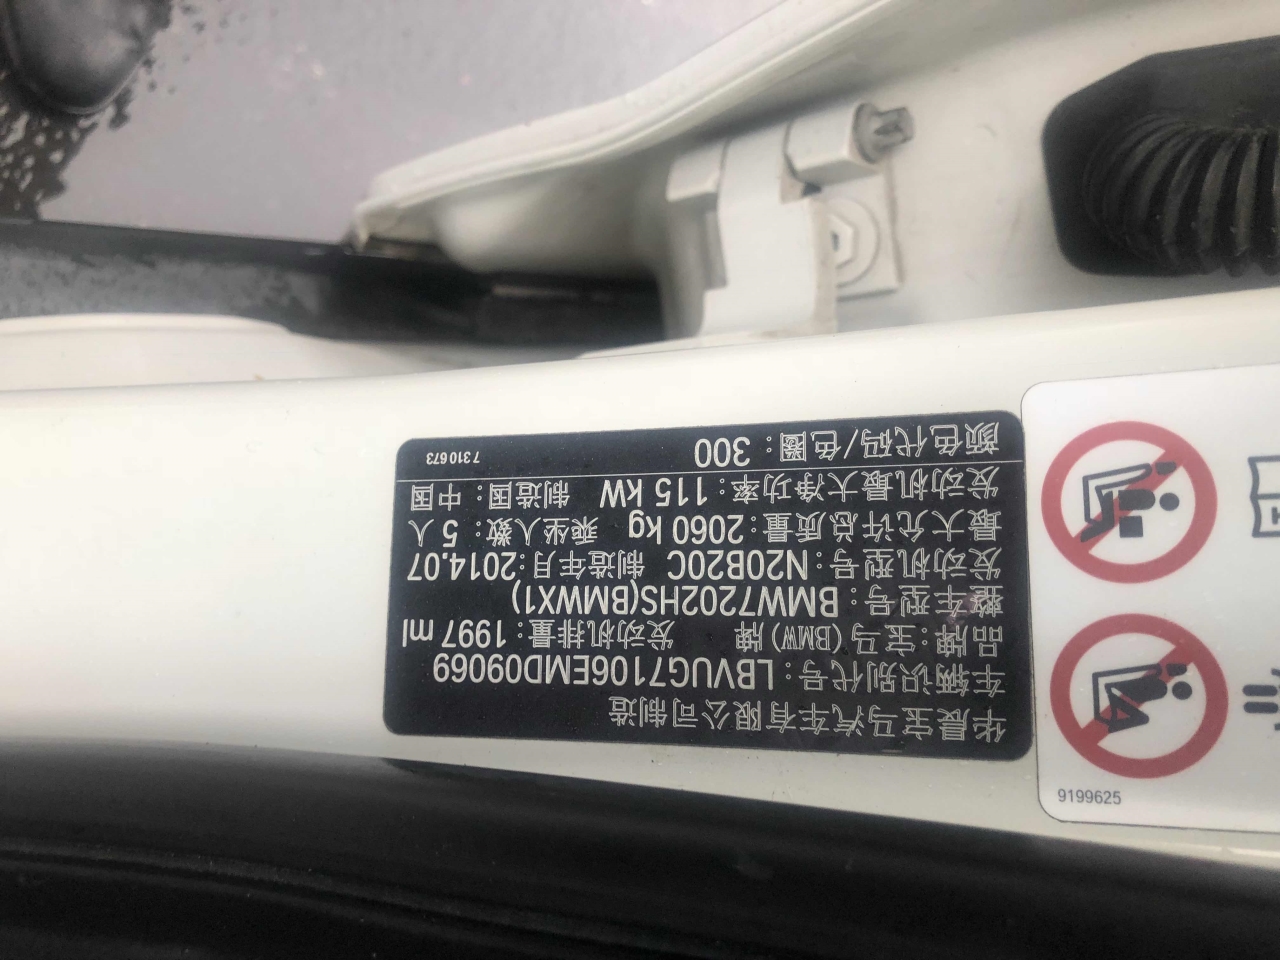 华晨宝马汽车有限公司制造
车辆识别代号：LBVUG7106EMD09069
品牌：宝马(BMW)牌 发动机排量：1997 ml
整车型号：BMW7202HS(BMWX1)
发动机型号：N20B20C 制造年月：2014.07
最大允许总质量：2060 kg 乘坐人数：5 人
发动机最大净功率：115 kW 制造国：中国
颜色代码/色圈：300 7310673
9199625